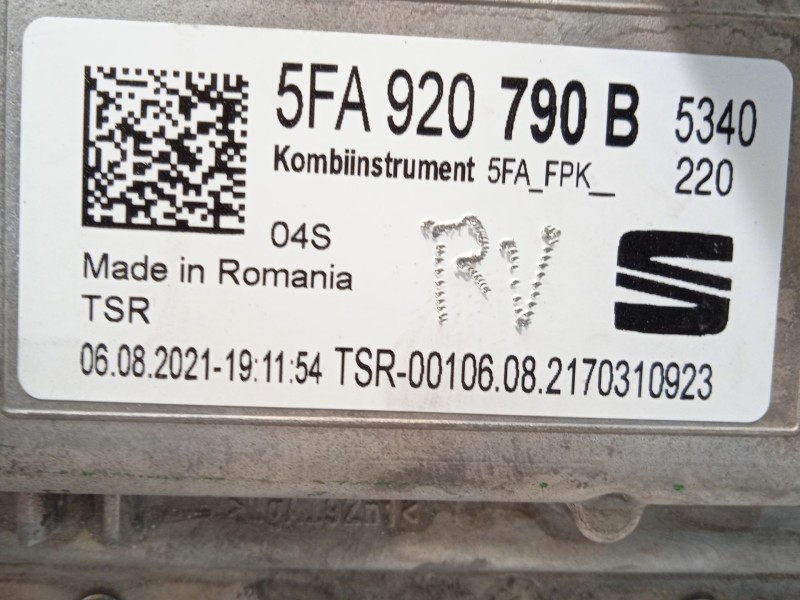 5FA 920 790 B 5340
Kombiinstrument 5FA_FPK__ 220
04S
RV
Made in Romania
TSR
06.08.2021-19:11:54 TSR-00106.08.2170310923